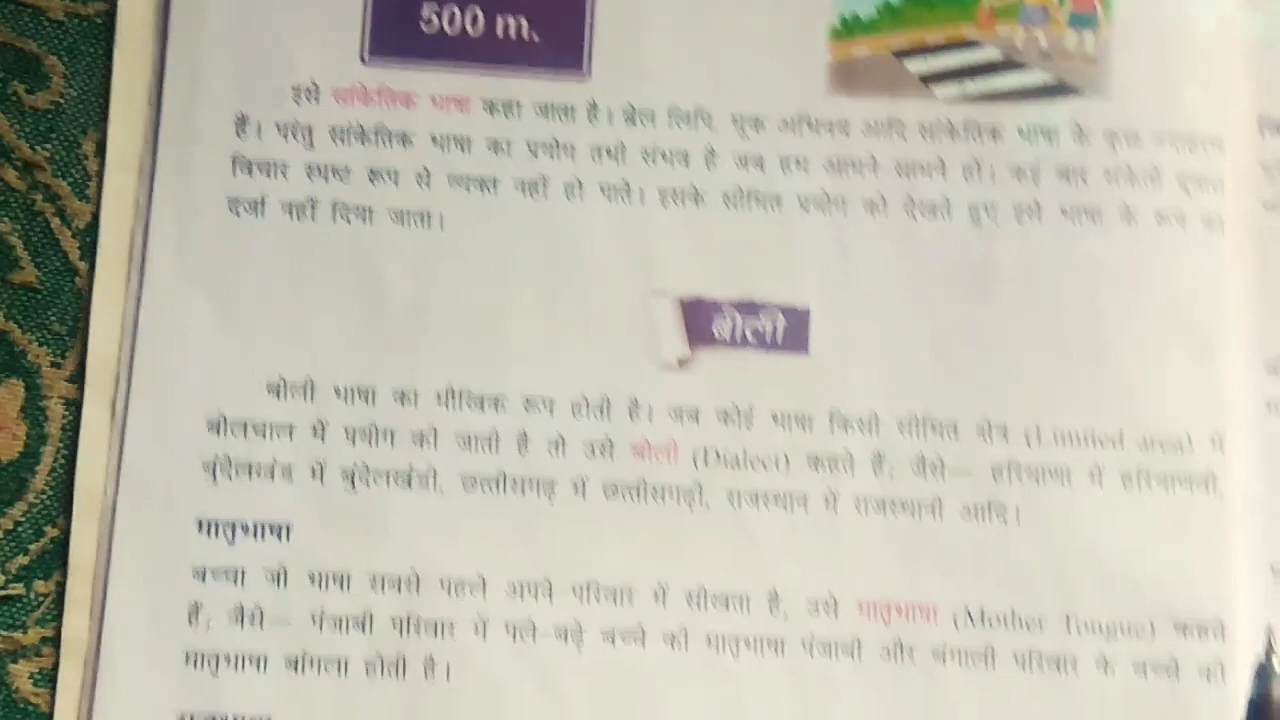 500 m.
इसे सांकेतिक भाषा कहा जाता है। ब्रेल लिपि, मूक अभिनय आदि सांकेतिक भाषा के कुछ उदाहरण
हैं। परंतु सांकेतिक भाषा का प्रयोग तभी संभव है जब हम आमने सामने हों। कई बार संकेतों द्वारा
विचार स्पष्ट रूप से व्यक्त नहीं हो पाते। इसके सीमित प्रयोग को देखते हुए इसे भाषा के रूप का
दर्जा नहीं दिया जाता।
बोली
बोली भाषा का मौखिक रूप होती है। जब कोई भाषा किसी सीमित क्षेत्र (Limited area) में
बोलचाल में प्रयोग की जाती है तो उसे बोली (Dialect) कहते हैं; जैसे— हरियाणा में हरियाणवी,
बुंदेलखंड में बुंदेलखंडी, छत्तीसगढ़ में छत्तीसगढ़ी, राजस्थान में राजस्थानी आदि।
मातृभाषा
बच्चा जो भाषा सबसे पहले अपने परिवार में सीखता है, उसे मातृभाषा (Mother Tongue) कहते
हैं; जैसे— पंजाबी परिवार में पले-बढ़े बच्चे की मातृभाषा पंजाबी और बंगाली परिवार के बच्चे की
मातृभाषा बांगला होती है।